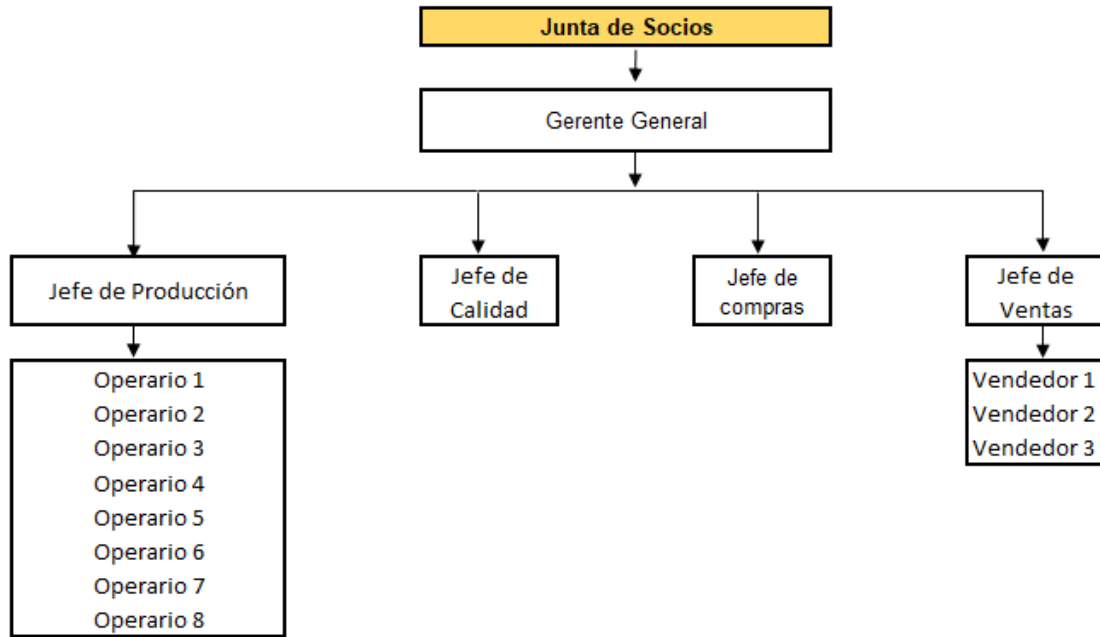 Junta de Socios
Gerente General
Jefe de Producción
Jefe de
Calidad
Jefe de
compras
Jefe de
Ventas
Operario 1
Operario 2
Operario 3
Operario 4
Operario 5
Operario 6
Operario 7
Operario 8
Vendedor 1
Vendedor 2
Vendedor 3